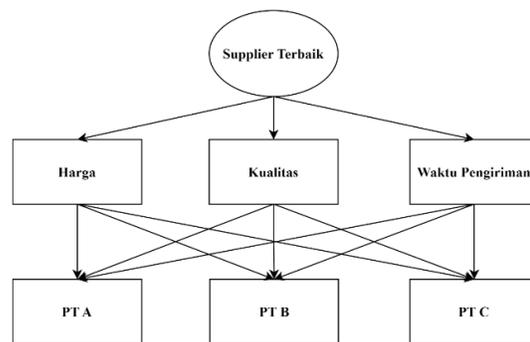 Supplier Terbaik
Harga
Kualitas
Waktu Pengiriman
PT A
PT B
PT C